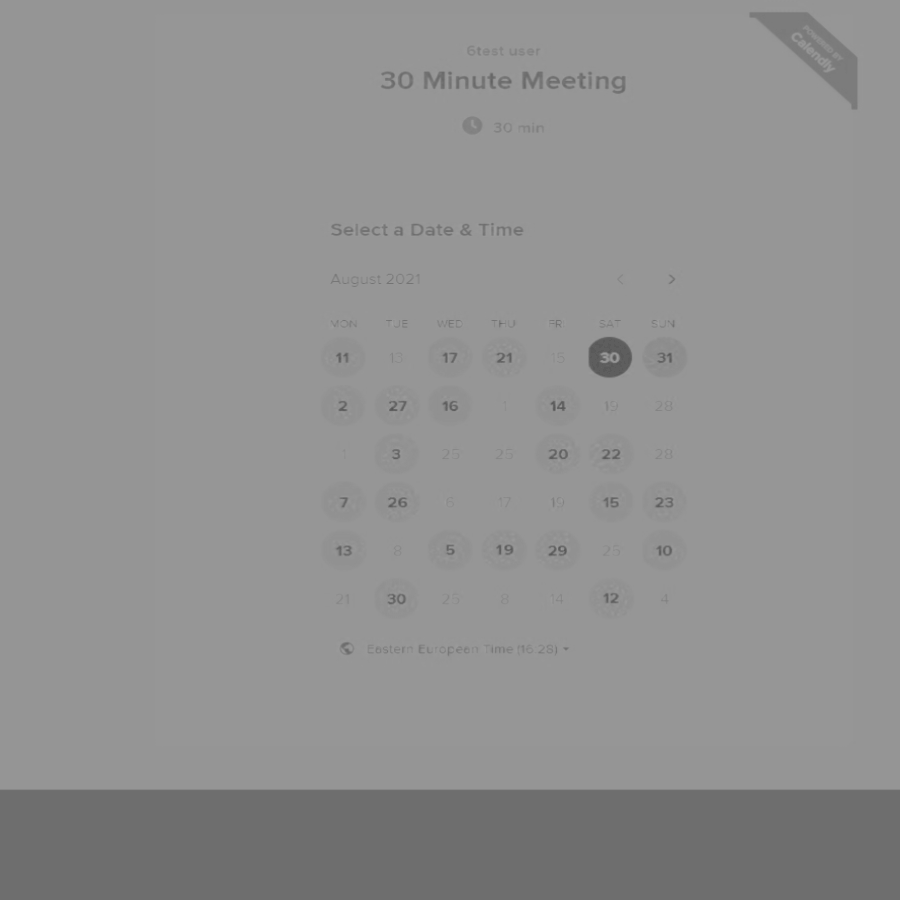 6test user
30 Minute Meeting
30 min
POWERED BY
Calendly
Select a Date & Time
August 2021
MON TUE WED THU FRI SAT SUN
11 13 17 21 15 30 31
2 27 16 1 14 19 28
1 3 25 25 20 22 28
7 26 6 17 19 15 23
13 8 5 19 29 25 10
21 30 25 8 14 12 4
Eastern European Time (16:28)